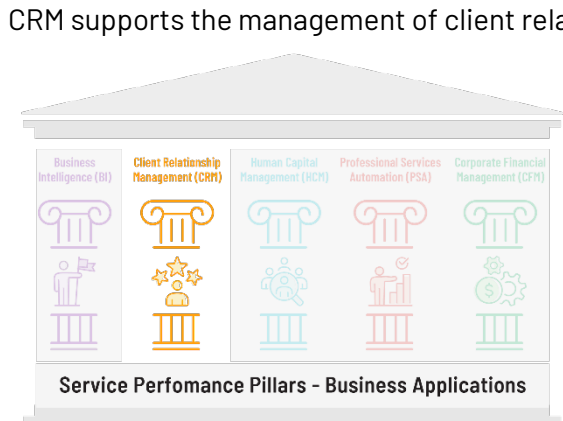 CRM supports the management of client rela
Business
Intelligence (BI)
Client Relationship
Management (CRM)
Human Capital
Management (HCM)
Professional Services
Automation (PSA)
Corporate Financial
Management (CFM)
$
Service Perfomance Pillars - Business Applications